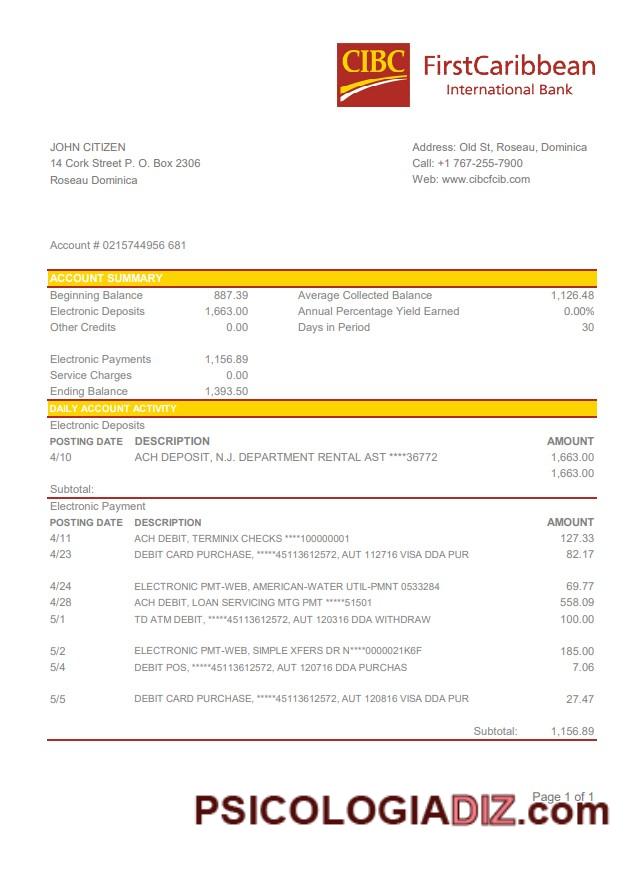 CIBC FirstCaribbean
International Bank
JOHN CITIZEN
14 Cork Street P. O. Box 2306
Roseau Dominica
Address: Old St, Roseau, Dominica
Call: +1 767-255-7900
Web: www.cibcfcib.com
Account # 0215744956 681
ACCOUNT SUMMARY
Beginning Balance 887.39 Average Collected Balance 1,126.48
Electronic Deposits 1,663.00 Annual Percentage Yield Earned 0.00%
Other Credits 0.00 Days in Period 30
Electronic Payments 1,156.89
Service Charges 0.00
Ending Balance 1,393.50
DAILY ACCOUNT ACTIVITY
Electronic Deposits
POSTING DATE DESCRIPTION AMOUNT
4/10 ACH DEPOSIT, N.J. DEPARTMENT RENTAL AST ****36772 1,663.00
1,663.00
Subtotal:
Electronic Payment
POSTING DATE DESCRIPTION AMOUNT
4/11 ACH DEBIT, TERMINIX CHECKS ****100000001 127.33
4/23 DEBIT CARD PURCHASE, *****45113612572, AUT 112716 VISA DDA PUR 82.17
4/24 ELECTRONIC PMT-WEB, AMERICAN-WATER UTIL-PMNT 0533284 69.77
4/28 ACH DEBIT, LOAN SERVICING MTG PMT *****51501 558.09
5/1 TD ATM DEBIT, *****45113612572, AUT 120316 DDA WITHDRAW 100.00
5/2 ELECTRONIC PMT-WEB, SIMPLE XFERS DR N****0000021K6F 185.00
5/4 DEBIT POS, *****45113612572, AUT 120716 DDA PURCHAS 7.06
5/5 DEBIT CARD PURCHASE, *****45113612572, AUT 120816 VISA DDA PUR 27.47
Subtotal: 1,156.89
Page 1 of 1
PSICOLOGIADIZ.com